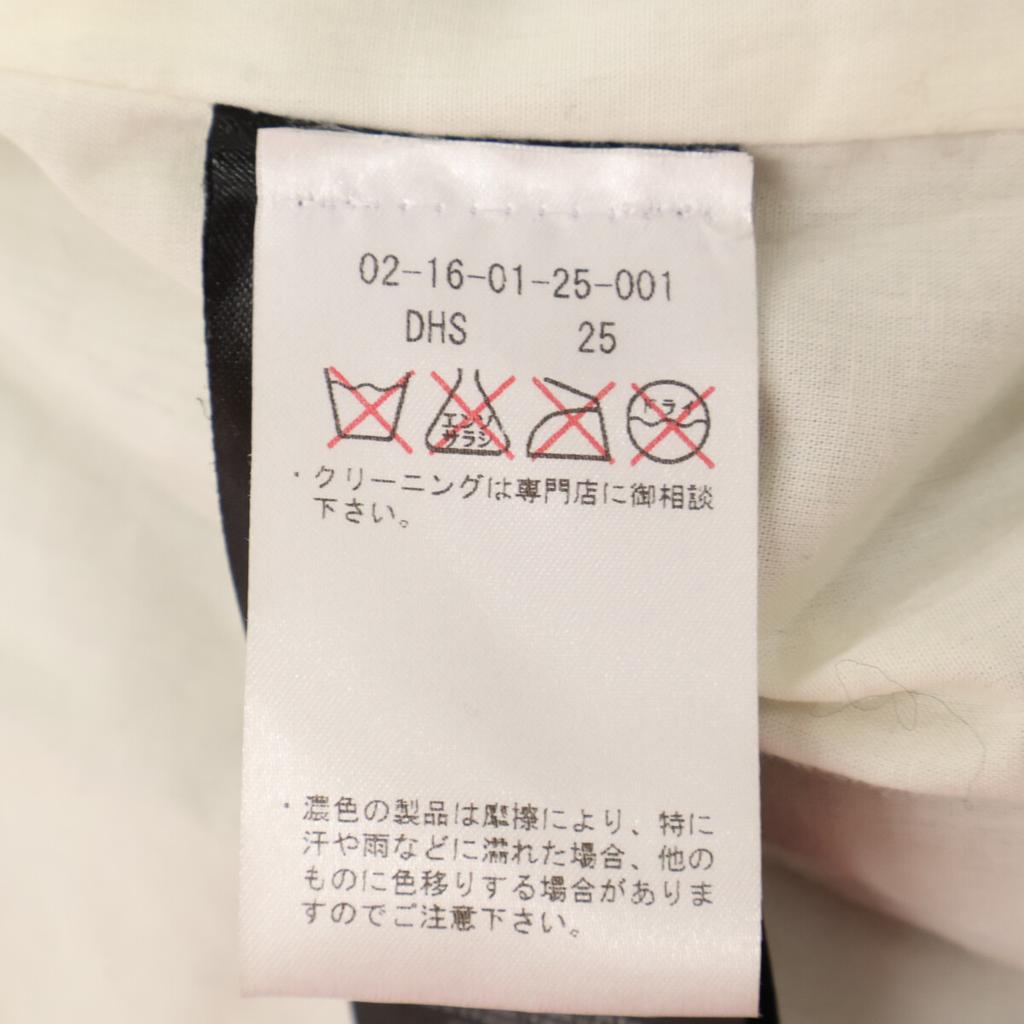 02-16-01-25-001
DHS 25
エンソ
サラシ
ドライ
・クリーニングは専門店に御相談
下さい。
・濃色の製品は摩擦により、特に
汗や雨などに濡れた場合、他の
ものに色移りする場合がありま
すのでご注意下さい。